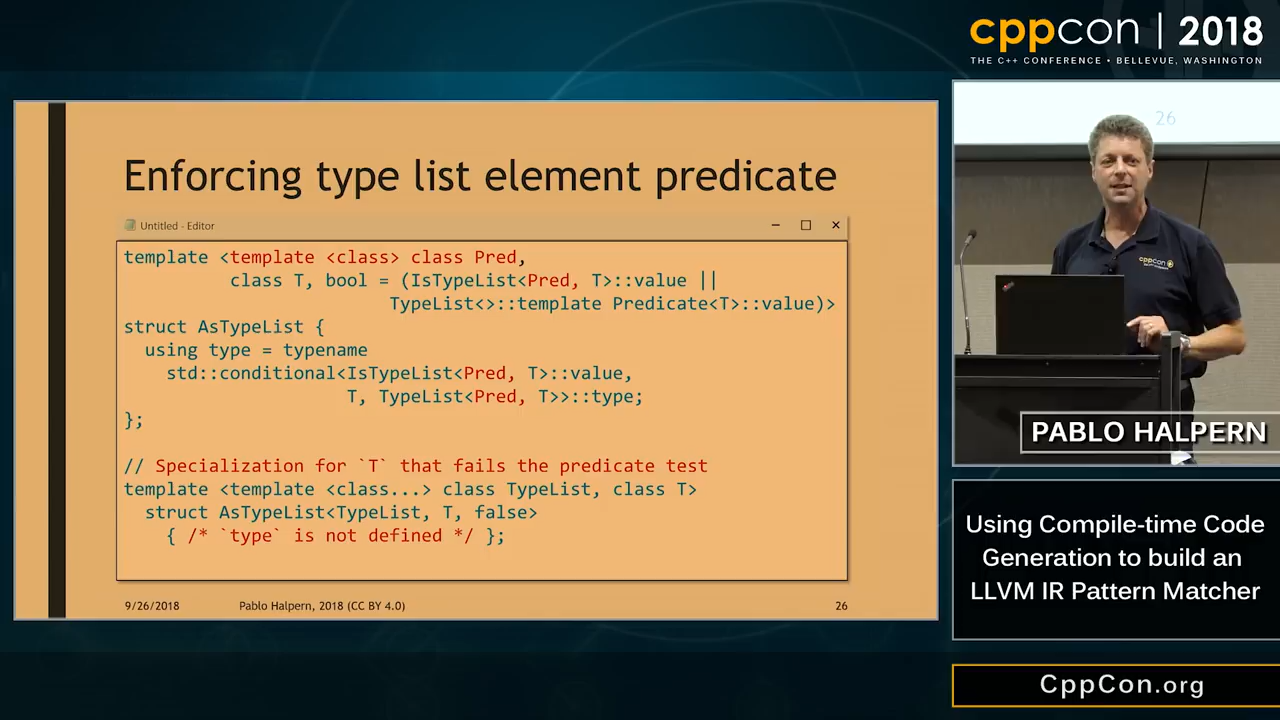 cppcon | 2018
THE C++ CONFERENCE • BELLEVUE, WASHINGTON
Enforcing type list element predicate
Untitled - Editor
template <template <class> class Pred,
class T, bool = (IsTypeList<Pred, T>::value ||
TypeList<>::template Predicate<T>::value)>
struct AsTypeList {
using type = typename
std::conditional<IsTypeList<Pred, T>::value,
T, TypeList<Pred, T>>::type;
};
// Specialization for `T` that fails the predicate test
template <template <class...> class TypeList, class T>
struct AsTypeList<TypeList, T, false>
{ /* `type` is not defined */ };
9/26/2018
Pablo Halpern, 2018 (CC BY 4.0)
26
26
cppcon
PABLO HALPERN
Using Compile-time Code
Generation to build an
LLVM IR Pattern Matcher
CppCon.org